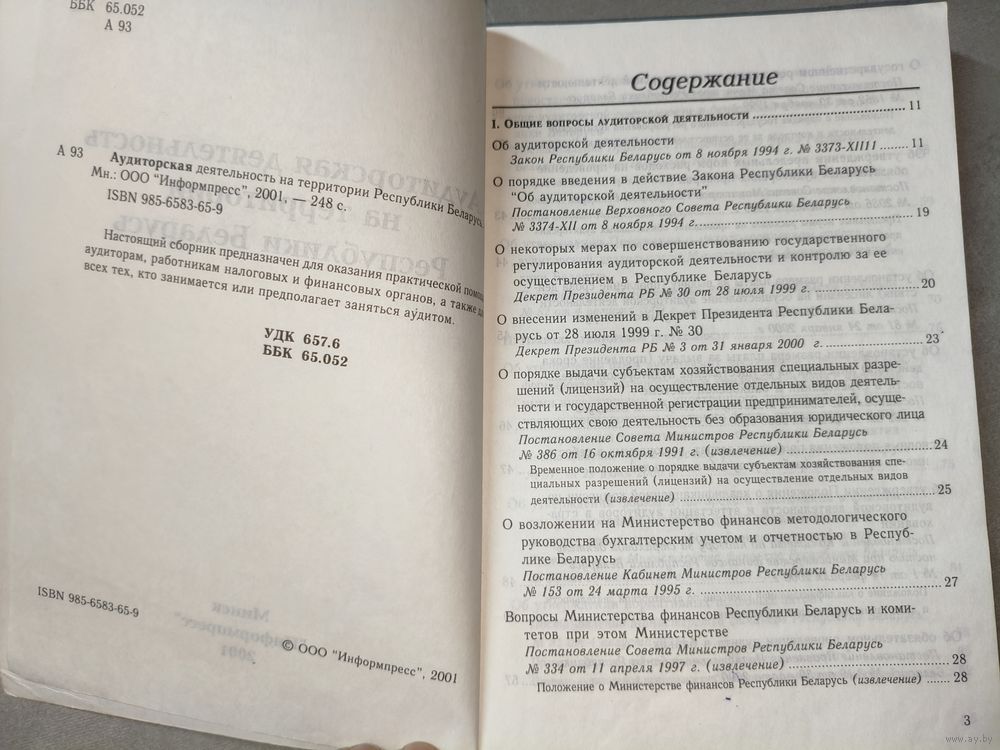 ББК 65.052
А 93
А 93
Аудиторская деятельность на территории Республики Беларусь.
Мн.: ООО "Информпресс", 2001, — 248 с.
ISBN 985-6583-65-9
Настоящий сборник предназначен для оказания практической
аудиторам, работникам налоговых и финансовых органов, а также
всех тех, кто занимается или предполагает заняться аудитом.
УДК 657.6
ББК 65.052
ISBN 985-6583-65-9
© ООО "Информпресс", 2001
Содержание
I. Общие вопросы аудиторской деятельности ........ 11
Об аудиторской деятельности
Закон Республики Беларусь от 8 ноября 1994 г. № 3373-XIII1 ........ 11
О порядке введения в действие Закона Республики Беларусь
"Об аудиторской деятельности"
Постановление Верховного Совета Республики Беларусь
№ 3374-XII от 8 ноября 1994 г. ........ 19
О некоторых мерах по совершенствованию государственного
регулирования аудиторской деятельности и контролю за ее
осуществлением в Республике Беларусь
Декрет Президента РБ № 30 от 28 июля 1999 г. ........ 20
О внесении изменений в Декрет Президента Республики Бела-
русь от 28 июля 1999 г. № 30
Декрет Президента РБ № 3 от 31 января 2000 г. ........ 23
О порядке выдачи субъектам хозяйствования специальных разре-
шений (лицензий) на осуществление отдельных видов деятель-
ности и государственной регистрации предпринимателей, осуще-
ствляющих свою деятельность без образования юридического лица
Постановление Совета Министров Республики Беларусь
№ 386 от 16 октября 1991 г. (извлечение) ........ 24
Временное положение о порядке выдачи субъектам хозяйствования спе-
циальных разрешений (лицензий) на осуществление отдельных видов
деятельности (извлечение) ........ 25
О возложении на Министерство финансов методологического
руководства бухгалтерским учетом и отчетностью в Респуб-
лике Беларусь
Постановление Кабинет Министров Республики Беларусь
№ 153 от 24 марта 1995 г. ........ 27
Вопросы Министерства финансов Республики Беларусь и коми-
тетов при этом Министерстве
Постановление Совета Министров Республики Беларусь
№ 334 от 11 апреля 1997 г. (извлечение) ........ 28
Положение о Министерстве финансов Республики Беларусь (извлечение) ...... 28
3
www.ay.by